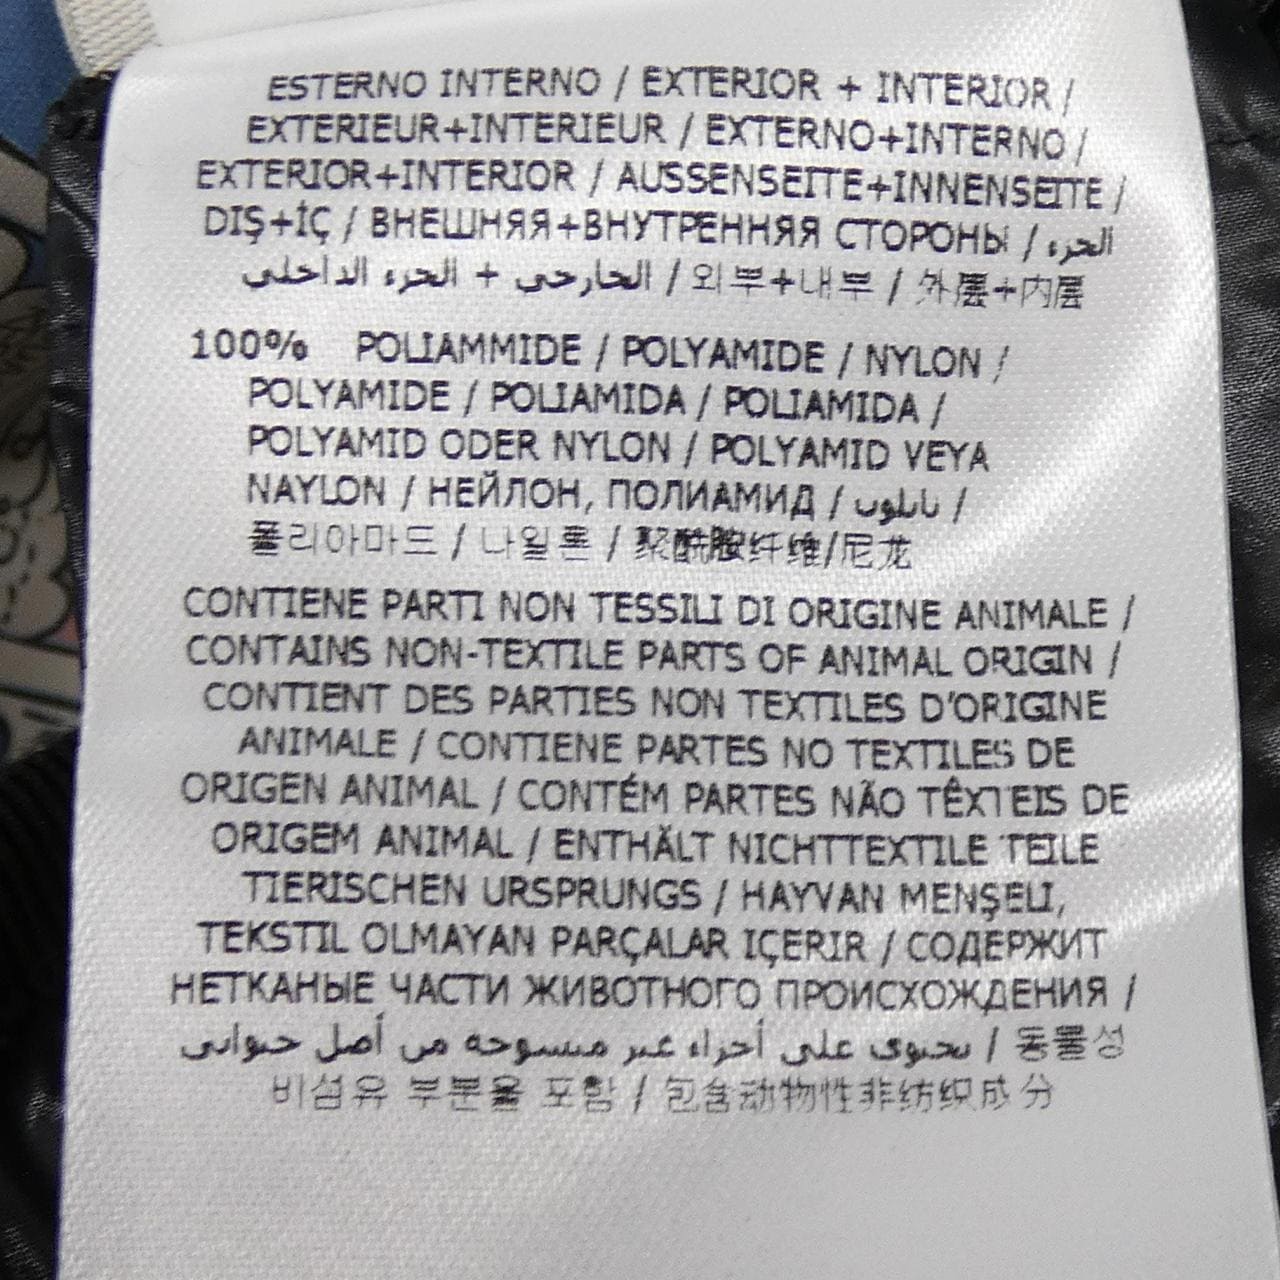 ESTERNO INTERNO / EXTERIOR + INTERIOR /
EXTERIEUR+INTERIEUR / EXTERNO+INTERNO /
EXTERIOR+INTERIOR / AUSSENSEITE+INNENSEITE /
DIŞ+İÇ / ВНЕШНЯЯ+ВНУТРЕННЯЯ СТОРОНЫ / الجزء
الخارجي + الجزء الداخلي / 외부+내부 / 外层+内层
100% POLIAMMIDE / POLYAMIDE / NYLON /
POLYAMIDE / POLIAMIDA / POLIAMIDA /
POLYAMID ODER NYLON / POLYAMID VEYA
NAYLON / НЕЙЛОН, ПОЛИАМИД / نايلون /
폴리아마드 / 나일론 / 聚酰胺纤维/尼龙
CONTIENE PARTI NON TESSILI DI ORIGINE ANIMALE /
CONTAINS NON-TEXTILE PARTS OF ANIMAL ORIGIN /
CONTIENT DES PARTIES NON TEXTILES D'ORIGINE
ANIMALE / CONTIENE PARTES NO TEXTILES DE
ORIGEN ANIMAL / CONTÉM PARTES NÃO TÊXTEIS DE
ORIGEM ANIMAL / ENTHÄLT NICHTTEXTILE TEILE
TIERISCHEN URSPRUNGS / HAYVAN MENŞELI,
TEKSTIL OLMAYAN PARÇALAR IÇERIR / СОДЕРЖИТ
НЕТКАНЫЕ ЧАСТИ ЖИВОТНОГО ПРОИСХОЖДЕНИЯ /
يحتوي على أجزاء غير منسوجة من أصل حيواني / 동물성
비섬유 부분을 포함 / 包含动物性非纺织成分